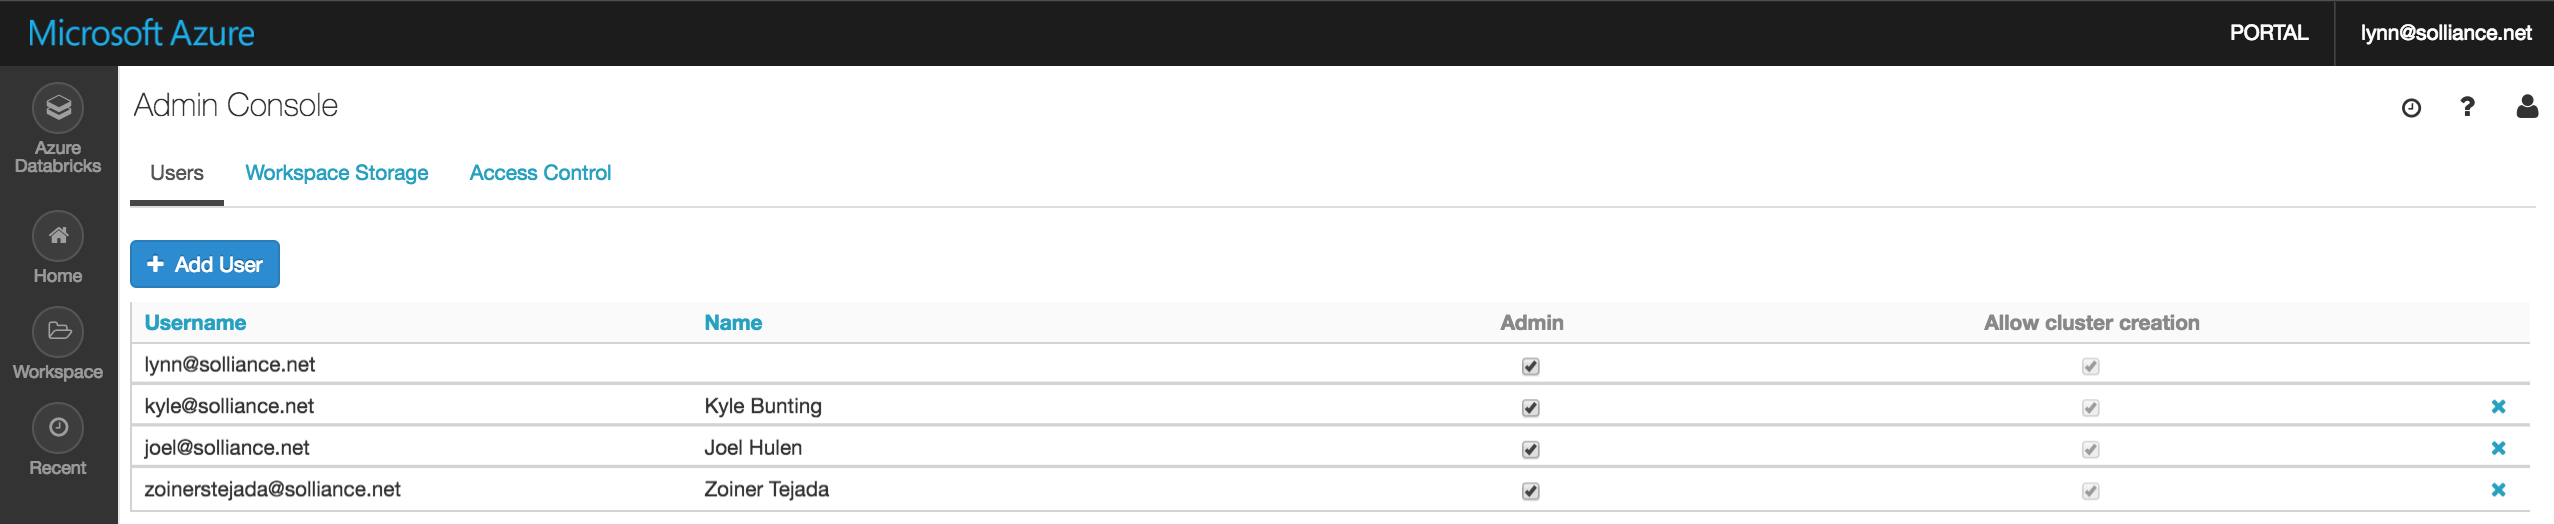 Microsoft Azure
PORTAL
lynn@solliance.net
Azure
Databricks
Home
Workspace
Recent
Admin Console
?
Users
Workspace Storage
Access Control
+ Add User
Username Name Admin Allow cluster creation
lynn@solliance.net
kyle@solliance.net Kyle Bunting
joel@solliance.net Joel Hulen
zoinerstejada@solliance.net Zoiner Tejada